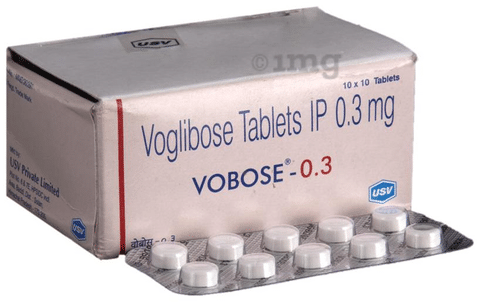 USV
1mg
10 x 10 Tablets
Voglibose Tablets IP 0.3 mg
VOBOSE® - 0.3
USV
USV Private Limited
वोबोस - 0.3